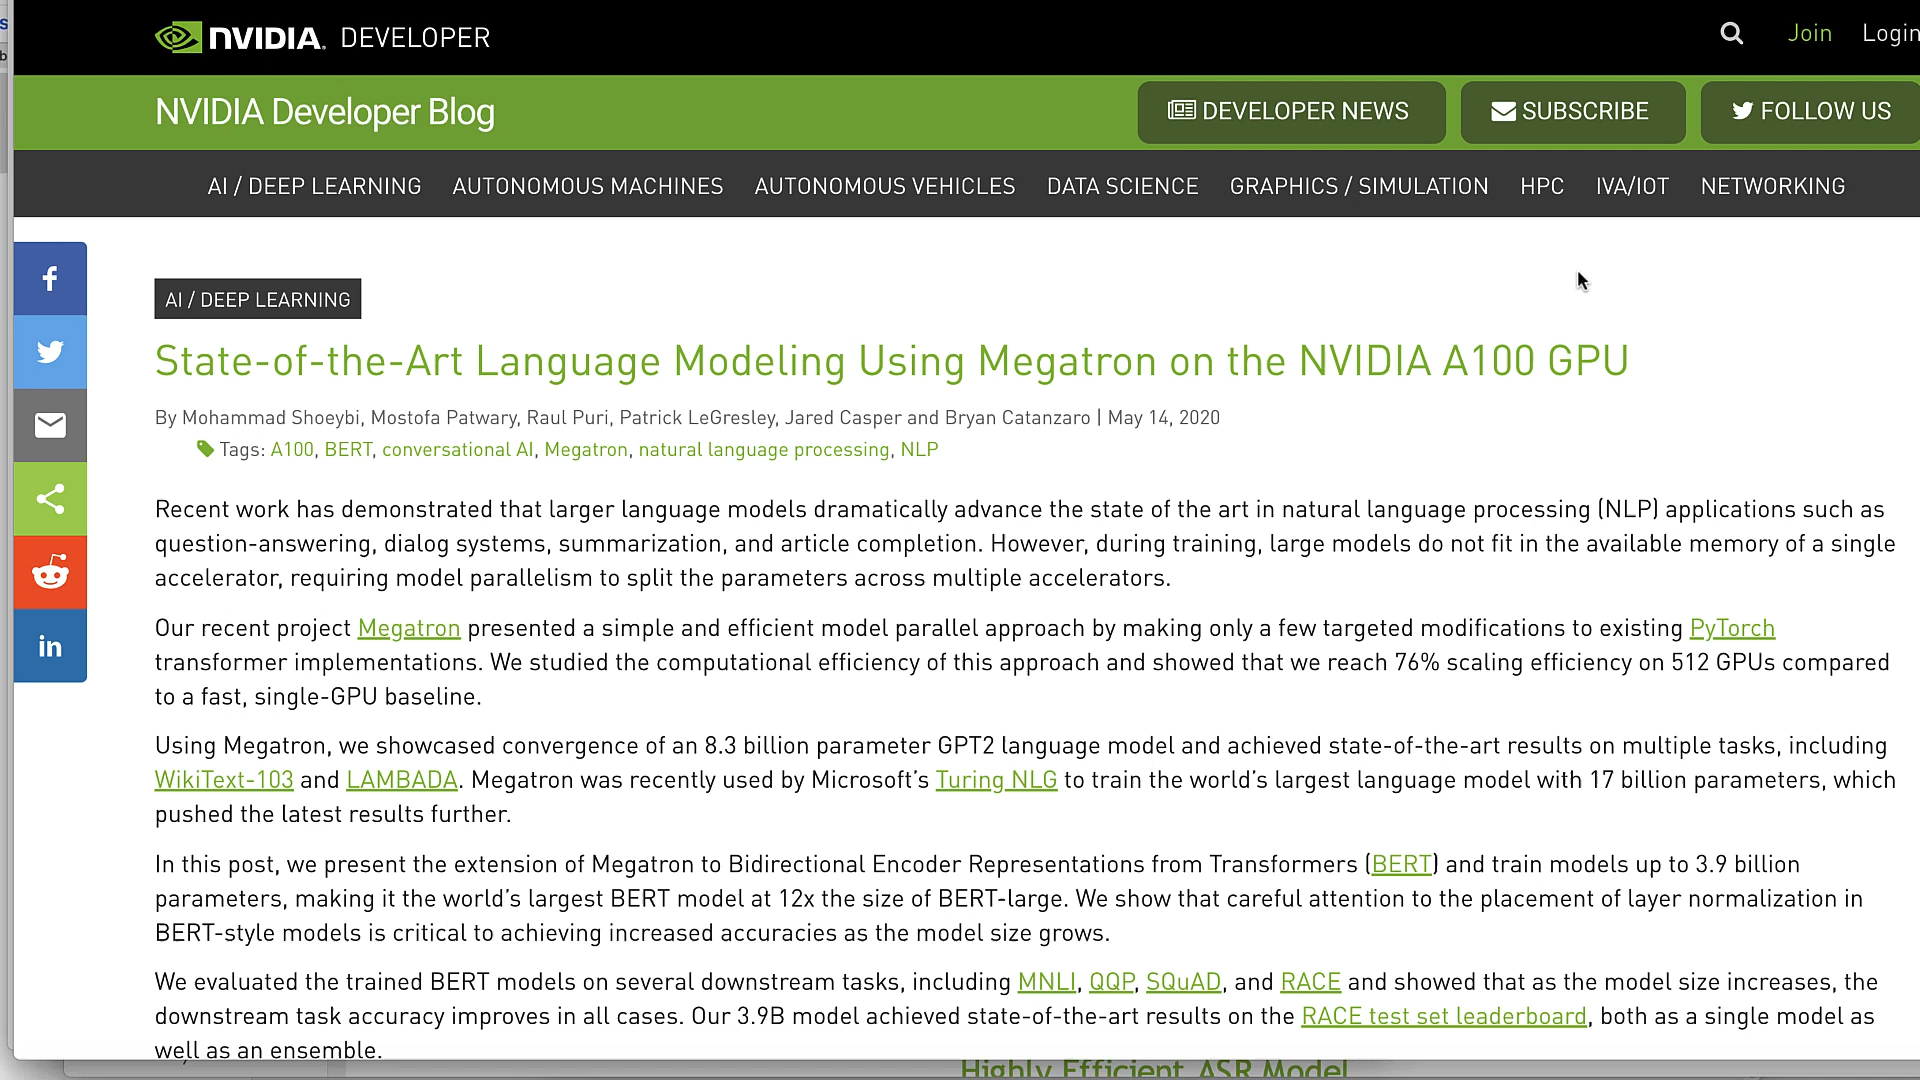 NVIDIA. DEVELOPER
Join
Login
NVIDIA Developer Blog
DEVELOPER NEWS
SUBSCRIBE
FOLLOW US
AI / DEEP LEARNING AUTONOMOUS MACHINES AUTONOMOUS VEHICLES DATA SCIENCE GRAPHICS / SIMULATION HPC IVA/IOT NETWORKING
AI / DEEP LEARNING
State-of-the-Art Language Modeling Using Megatron on the NVIDIA A100 GPU
By Mohammad Shoeybi, Mostofa Patwary, Raul Puri, Patrick LeGresley, Jared Casper and Bryan Catanzaro | May 14, 2020
Tags: A100, BERT, conversational AI, Megatron, natural language processing, NLP
Recent work has demonstrated that larger language models dramatically advance the state of the art in natural language processing (NLP) applications such as
question-answering, dialog systems, summarization, and article completion. However, during training, large models do not fit in the available memory of a single
accelerator, requiring model parallelism to split the parameters across multiple accelerators.
Our recent project Megatron presented a simple and efficient model parallel approach by making only a few targeted modifications to existing PyTorch
transformer implementations. We studied the computational efficiency of this approach and showed that we reach 76% scaling efficiency on 512 GPUs compared
to a fast, single-GPU baseline.
Using Megatron, we showcased convergence of an 8.3 billion parameter GPT2 language model and achieved state-of-the-art results on multiple tasks, including
WikiText-103 and LAMBADA. Megatron was recently used by Microsoft's Turing NLG to train the world's largest language model with 17 billion parameters, which
pushed the latest results further.
In this post, we present the extension of Megatron to Bidirectional Encoder Representations from Transformers (BERT) and train models up to 3.9 billion
parameters, making it the world's largest BERT model at 12x the size of BERT-large. We show that careful attention to the placement of layer normalization in
BERT-style models is critical to achieving increased accuracies as the model size grows.
We evaluated the trained BERT models on several downstream tasks, including MNLI, QQP, SQuAD, and RACE and showed that as the model size increases, the
downstream task accuracy improves in all cases. Our 3.9B model achieved state-of-the-art results on the RACE test set leaderboard, both as a single model as
well as an ensemble.
Highly Efficient ASR Model